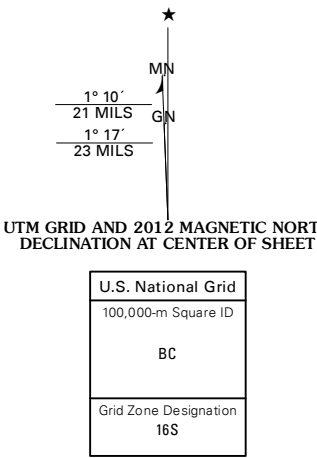 ★
MN
1° 10´
21 MILS
GN
1° 17´
23 MILS
UTM GRID AND 2012 MAGNETIC NORT
DECLINATION AT CENTER OF SHEET
U.S. National Grid
100,000-m Square ID
BC
Grid Zone Designation
16S